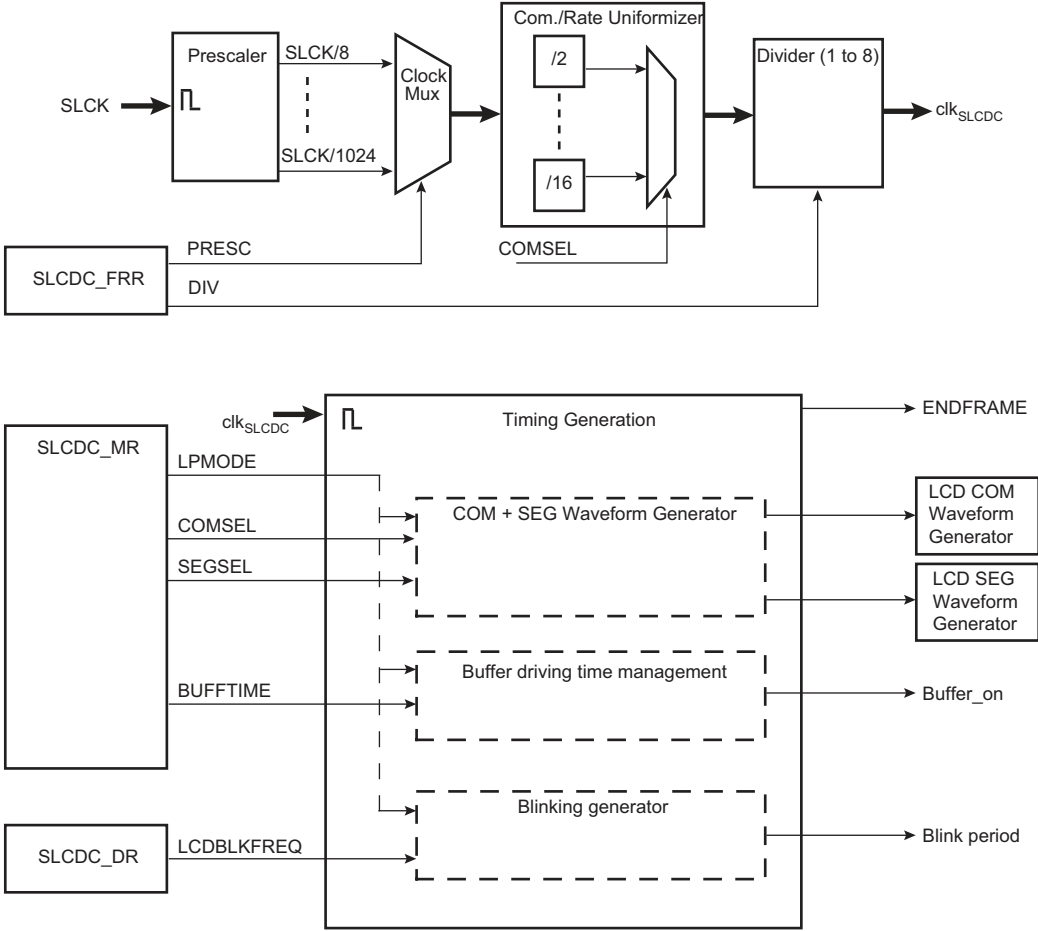 Com./Rate Uniformizer
Prescaler
SLCK/8
Clock
Mux
/2
Divider (1 to 8)
SLCK
clkSLCDC
SLCK/1024
/16
PRESC
COMSEL
SLCDC_FRR
DIV
clkSLCDC
Timing Generation
ENDFRAME
SLCDC_MR
LPMODE
COMSEL
SEGSEL
COM + SEG Waveform Generator
LCD COM
Waveform
Generator
LCD SEG
Waveform
Generator
Buffer driving time management
BUFFTIME
Buffer_on
Blinking generator
SLCDC_DR
LCDBLKFREQ
Blink period